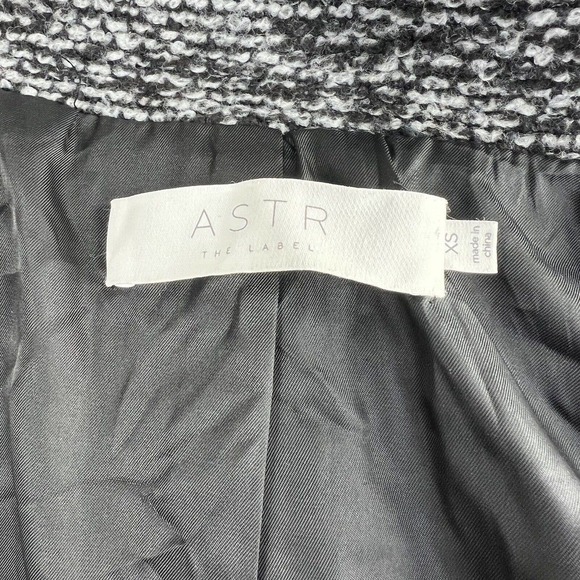 ASTR
THE LABEL
XS
made in
china